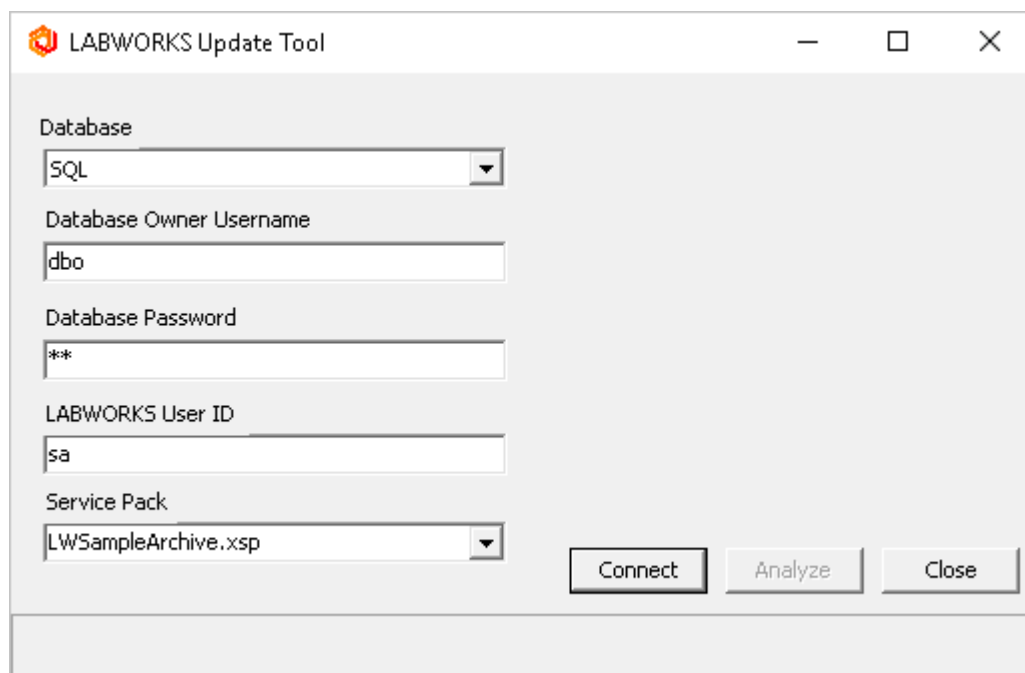 LABWORKS Update Tool
Database
SQL
Database Owner Username
dbo
Database Password
**
LABWORKS User ID
sa
Service Pack
LWSampleArchive.xsp
Connect Analyze Close